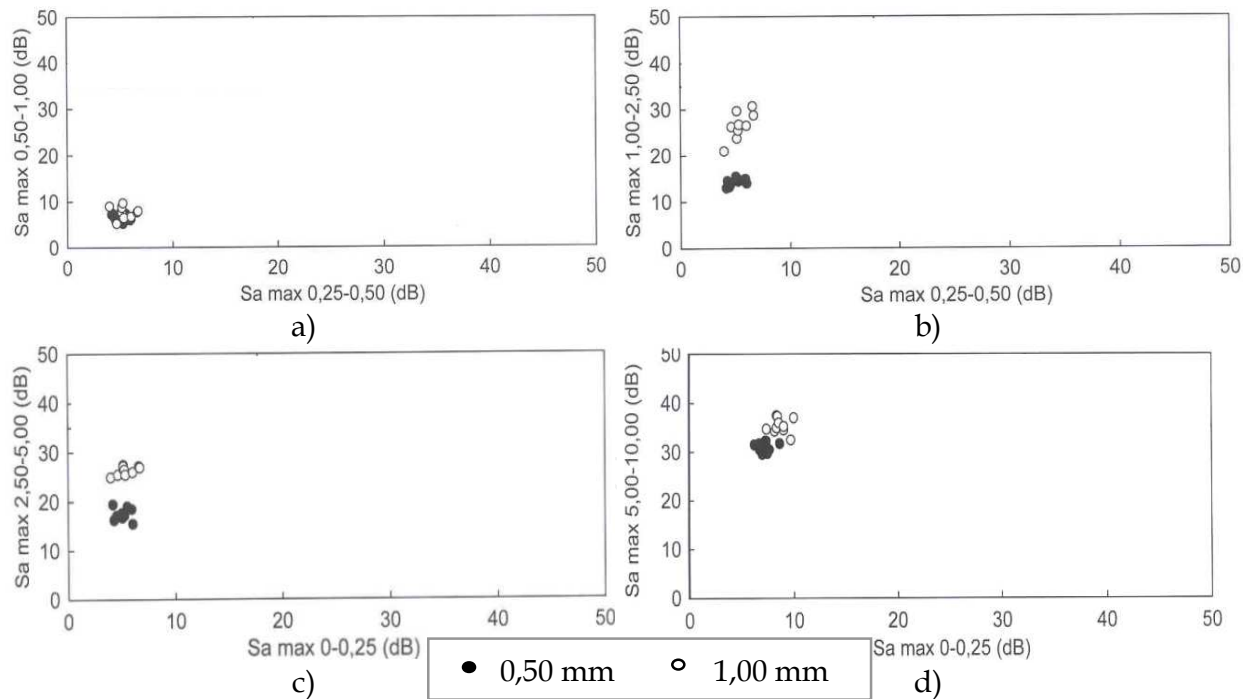 50
40
30
20
10
0
Sa max 0,50-1,00 (dB)
0 10 20 30 40 50
Sa max 0,25-0,50 (dB)
a)
50
40
30
20
10
0
Sa max 1,00-2,50 (dB)
0 10 20 30 40 50
Sa max 0,25-0,50 (dB)
b)
50
40
30
20
10
0
Sa max 2,50-5,00 (dB)
0 10 20 30 40 50
Sa max 0-0,25 (dB)
c)
50
40
30
20
10
0
Sa max 5,00-10,00 (dB)
0 10 20 30 40 50
Sa max 0-0,25 (dB)
d)
0,50 mm 1,00 mm